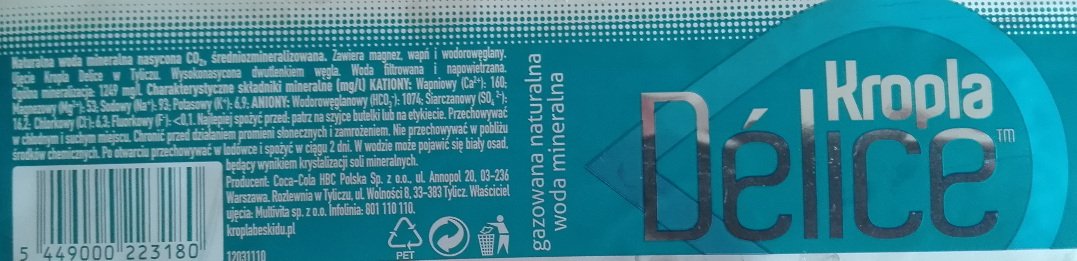 Naturalna woda mineralna nasycona CO₂, średniozmineralizowana. Zawiera magnez, wapń i wodorowęglany.
Ujęcie Kropla Delice w Tyliczu. Wysokonasycona dwutlenkiem węgla. Woda filtrowana i napowietrzana.
Ogólna mineralizacja: 1249 mg/l. Charakterystyczne składniki mineralne (mg/l) KATIONY: Wapniowy (Ca²⁺): 160;
Magnezowy (Mg²⁺): 53; Sodowy (Na⁺): 93; Potasowy (K⁺): 6,9; ANIONY: Wodorowęglanowy (HCO₃⁻): 1074; Siarczanowy (SO₄²⁻):
16,2; Chlorkowy (Cl⁻): 6,3; Fluorkowy (F⁻): <0,1. Najlepiej spożyć przed: patrz na szyjce butelki lub na etykiecie. Przechowywać
w chłodnym i suchym miejscu. Chronić przed działaniem promieni słonecznych i zamrożeniem. Nie przechowywać w pobliżu
środków chemicznych. Po otwarciu przechowywać w lodówce i spożyć w ciągu 2 dni. W wodzie może pojawić się biały osad,
będący wynikiem krystalizacji soli mineralnych.
Producent: Coca-Cola HBC Polska Sp. z o.o., ul. Annopol 20, 03-236
Warszawa. Rozlewnia w Tyliczu, ul. Wolności 8, 33-383 Tylicz. Właściciel
ujęcia: Multivita sp. z o.o. Infolinia: 801 110 110.
kroplabeskidu.pl
12031110
5 449000 223180
PET
gazowana naturalna
woda mineralna
Kropla
Délice™